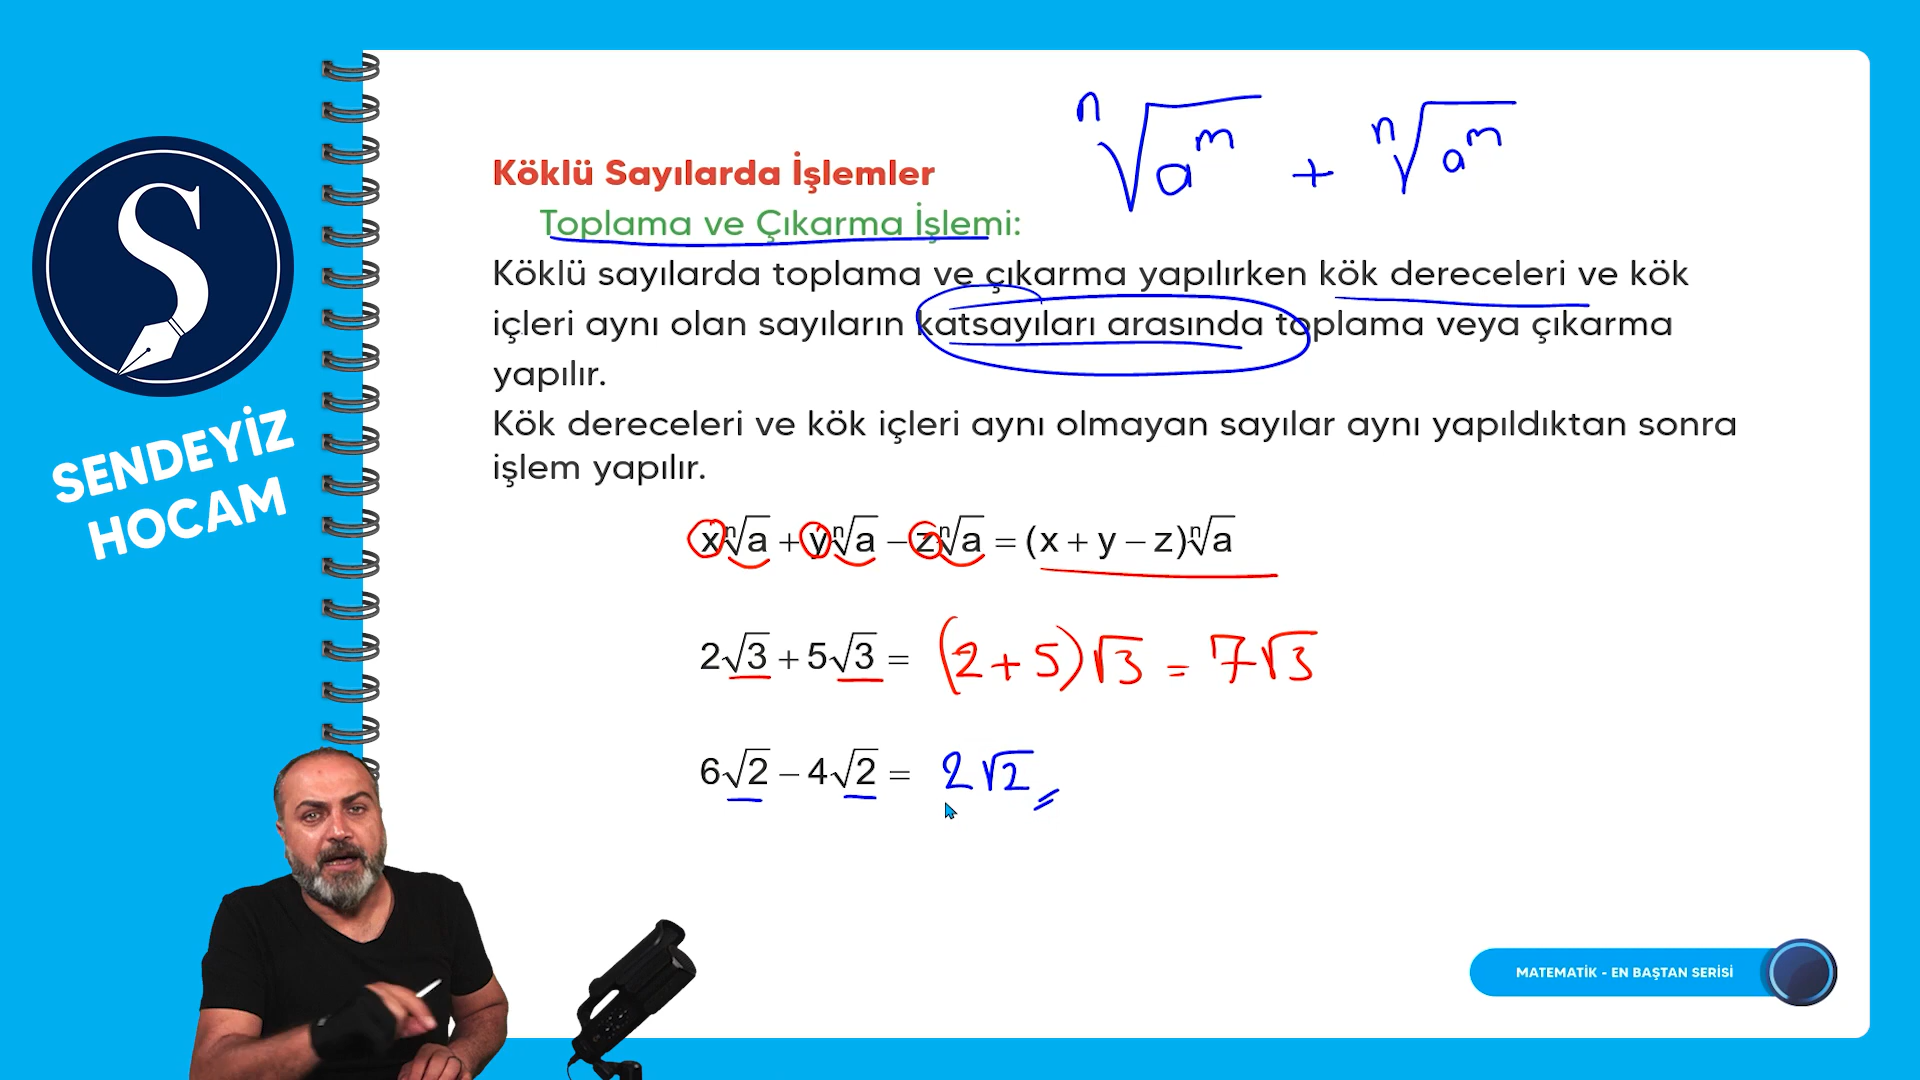 SENDEYİZ
HOCAM
ⁿ√aᵐ + ⁿ√aᵐ
Köklü Sayılarda İşlemler
Toplama ve Çıkarma İşlemi:
Köklü sayılarda toplama ve çıkarma yapılırken kök dereceleri ve kök
içleri aynı olan sayıların katsayıları arasında toplama veya çıkarma
yapılır.
Kök dereceleri ve kök içleri aynı olmayan sayılar aynı yapıldıktan sonra
işlem yapılır.
xⁿ√a + yⁿ√a − zⁿ√a = (x + y − z)ⁿ√a
2√3 + 5√3 = (2+5)√3 = 7√3
6√2 − 4√2 = 2√2
MATEMATİK - EN BAŞTAN SERİSİ